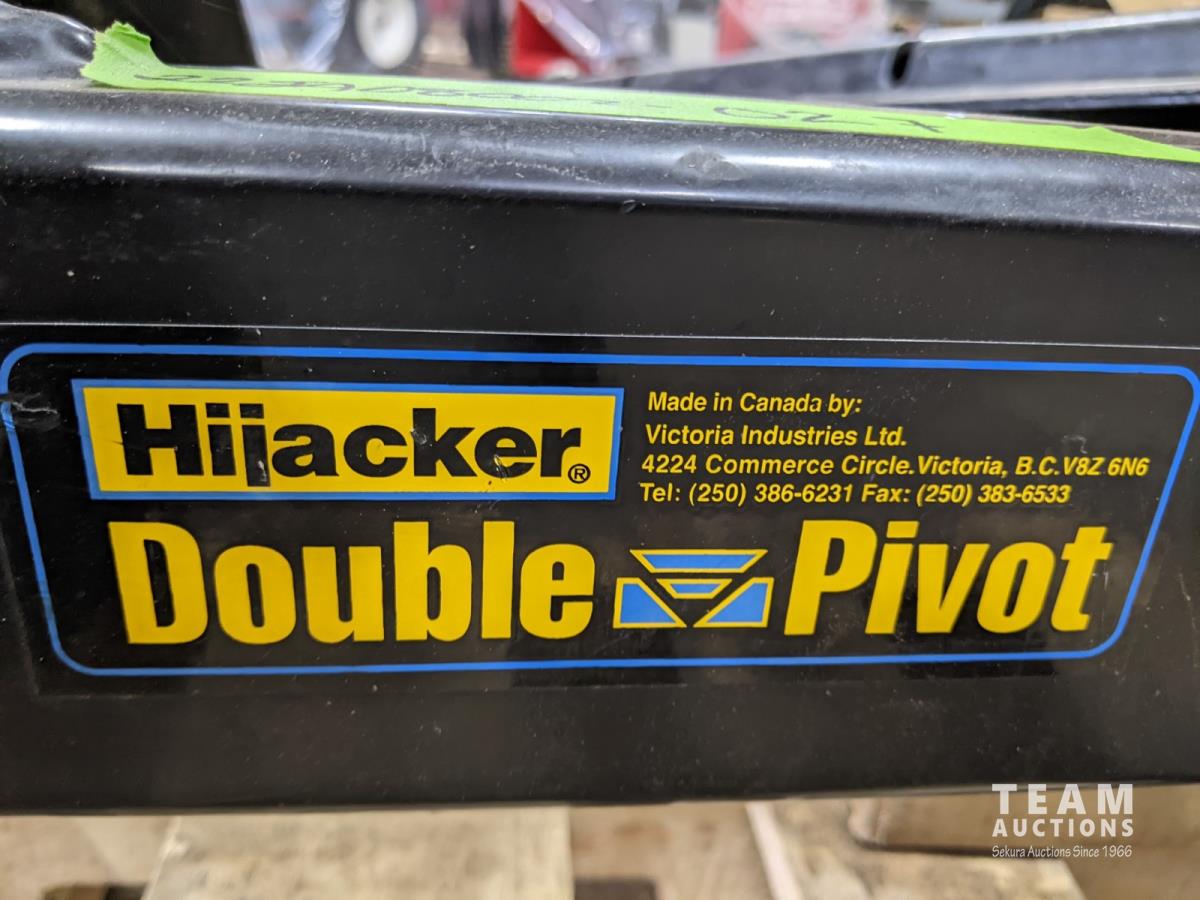 Hijacker®
Made in Canada by:
Victoria Industries Ltd.
4224 Commerce Circle.Victoria, B.C.V8Z 6N6
Tel: (250) 386-6231 Fax: (250) 383-6533
Double Pivot
TEAM
AUCTIONS
Sekura Auctions Since 1966